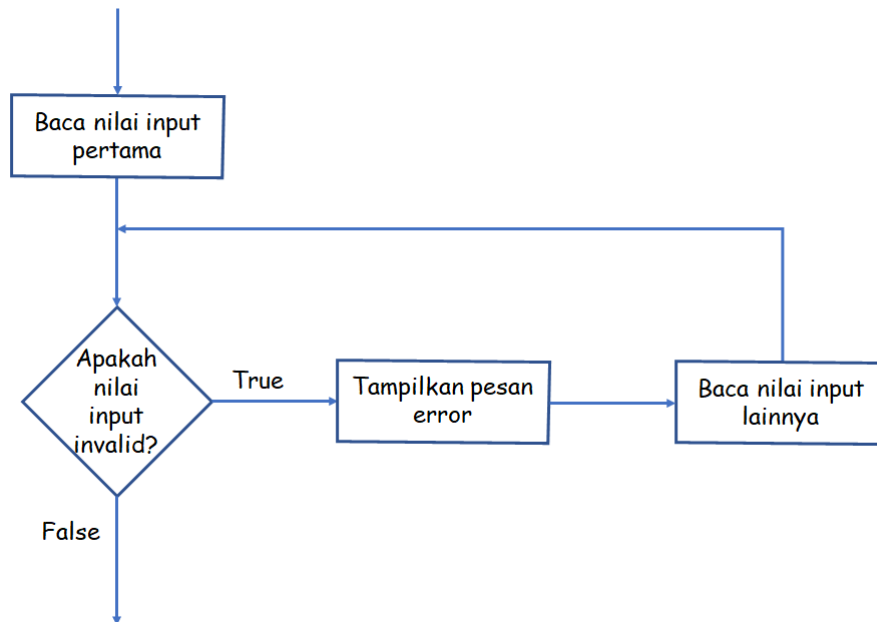 Baca nilai input
pertama
Apakah
nilai
input
invalid?
True
Tampilkan pesan
error
Baca nilai input
lainnya
False